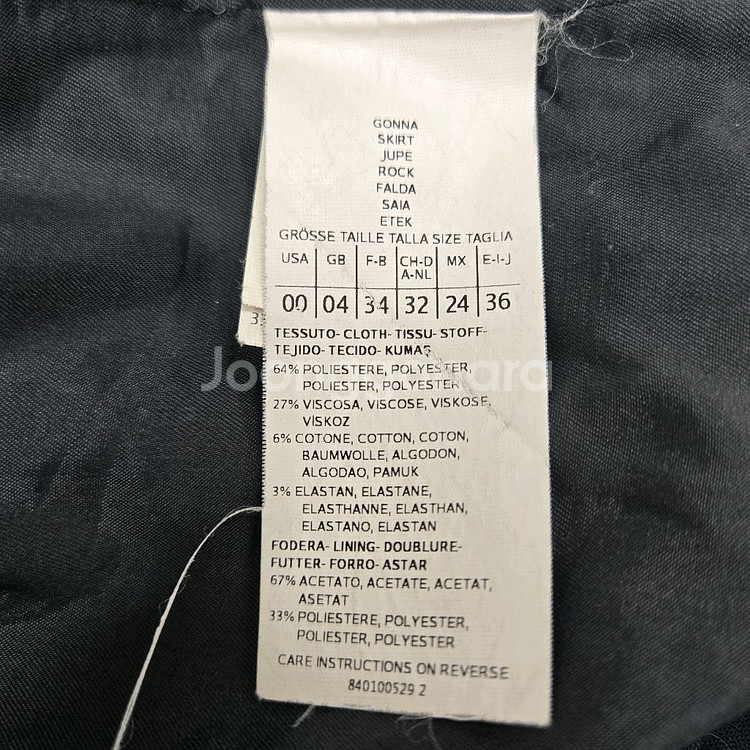 GONNA
SKIRT
JUPE
ROCK
FALDA
SAIA
ETEK
GRÖSSE TAILLE TALLA SIZE TAGLIA
USA GB F-B CH-D A-NL MX E-I-J
00 04 34 32 24 36
TESSUTO- CLOTH- TISSU- STOFF-
TEJIDO- TECIDO- KUMAŞ
64% POLIESTERE, POLYESTER,
POLIESTER, POLYESTER
27% VISCOSA, VISCOSE, VISKOSE,
VİSKOZ
6% COTONE, COTTON, COTON,
BAUMWOLLE, ALGODON,
ALGODAO, PAMUK
3% ELASTAN, ELASTANE,
ELASTHANNE, ELASTHAN,
ELASTANO, ELASTAN
FODERA- LINING- DOUBLURE-
FUTTER- FORRO- ASTAR
67% ACETATO, ACETATE, ACETAT,
ASETAT
33% POLIESTERE, POLYESTER,
POLIESTER, POLYESTER
CARE INSTRUCTIONS ON REVERSE
840100529 2